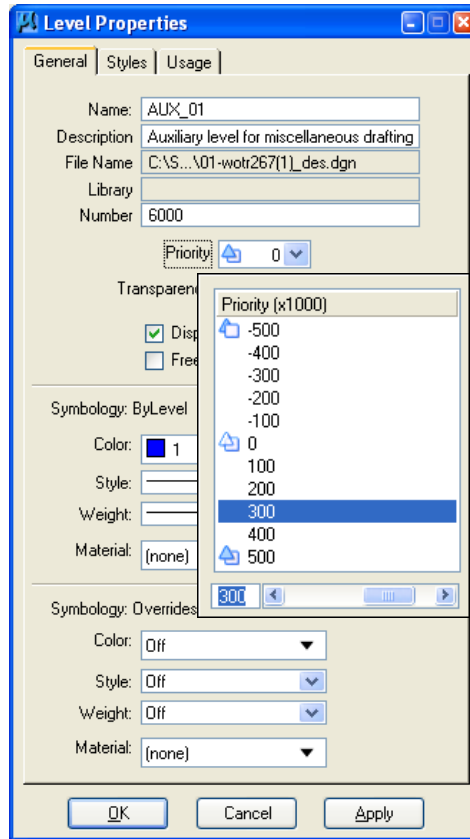 Level Properties
General Styles Usage
Name: AUX_01
Description Auxiliary level for miscellaneous drafting
File Name C:\S...\01-wotr267(1)_des.dgn
Library
Number 6000
Priority 0
Transparenc
Priority (x1000)
-500
-400
-300
-200
-100
0
100
200
300
400
500
300
Disp
Free
Symbology: ByLevel
Color: 1
Style:
Weight:
Material: (none)
Symbology: Overrides
Color: Off
Style: Off
Weight: Off
Material: (none)
OK Cancel Apply